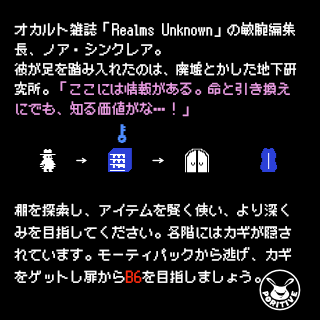 オカルト雑誌「Realms Unknown」の敏腕編集
長、ノア・シンクレア。
彼が足を踏み入れたのは、廃墟とかした地下研
究所。「ここには情報がある。命と引き換え
にでも、知る価値がな…！」
→ → 
棚を探索し、アイテムを賢く使い、より深く
みを目指してください。各階にはカギが隠さ
れています。モーティパックから逃げ、カギ
をゲットし扉からB6を目指しましょう。
POSITIVE